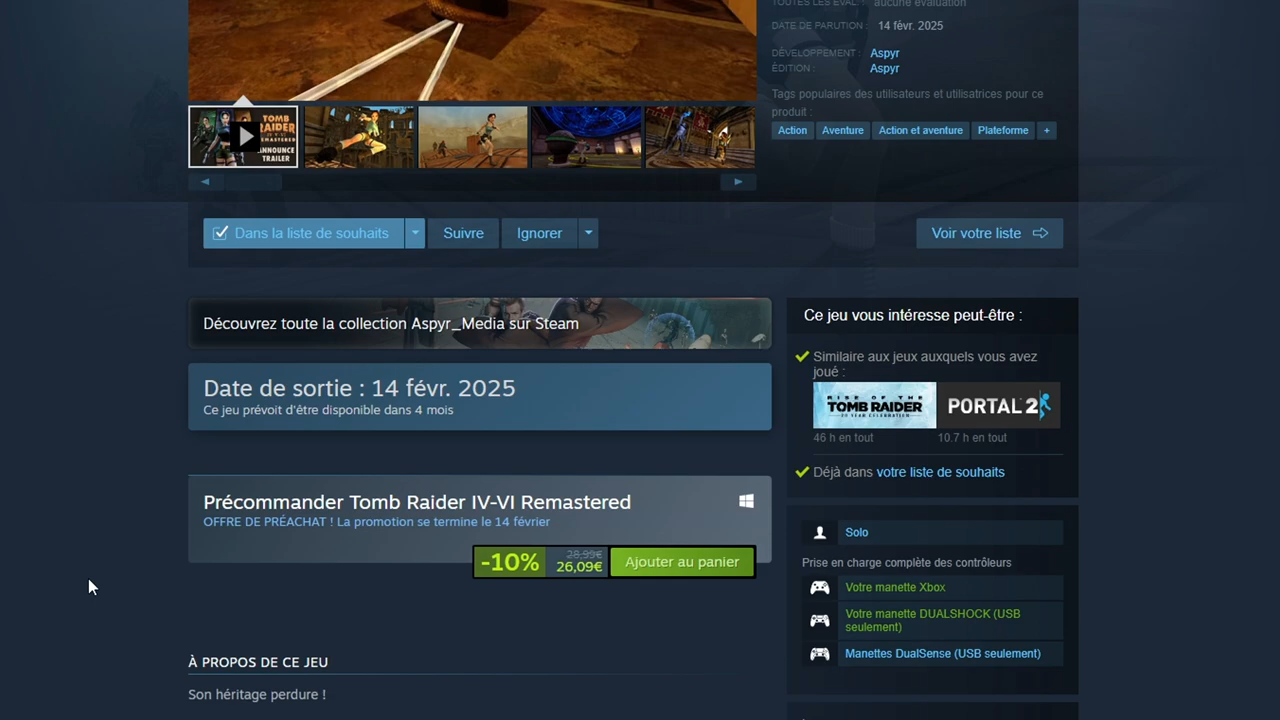 TOUTES LES ÉVAL. : aucune évaluation
DATE DE PARUTION : 14 févr. 2025
DÉVELOPPEMENT : Aspyr
ÉDITION : Aspyr
Tags populaires des utilisateurs et utilisatrices pour ce
produit :
Action Aventure Action et aventure Plateforme +
TOMB
RAIDER
IV-V-VI
REMASTERED
ANNOUNCE
TRAILER
Dans la liste de souhaits Suivre Ignorer Voir votre liste
Découvrez toute la collection Aspyr_Media sur Steam
Date de sortie : 14 févr. 2025
Ce jeu prévoit d'être disponible dans 4 mois
Précommander Tomb Raider IV-VI Remastered
OFFRE DE PRÉACHAT ! La promotion se termine le 14 février
-10% 28,99€ 26,09€ Ajouter au panier
À PROPOS DE CE JEU
Son héritage perdure !
Ce jeu vous intéresse peut-être :
Similaire aux jeux auxquels vous avez
joué :
RISE OF THE
TOMB RAIDER
20 YEAR CELEBRATION
PORTAL 2
46 h en tout 10.7 h en tout
Déjà dans votre liste de souhaits
Solo
Prise en charge complète des contrôleurs
Votre manette Xbox
Votre manette DUALSHOCK (USB
seulement)
Manettes DualSense (USB seulement)